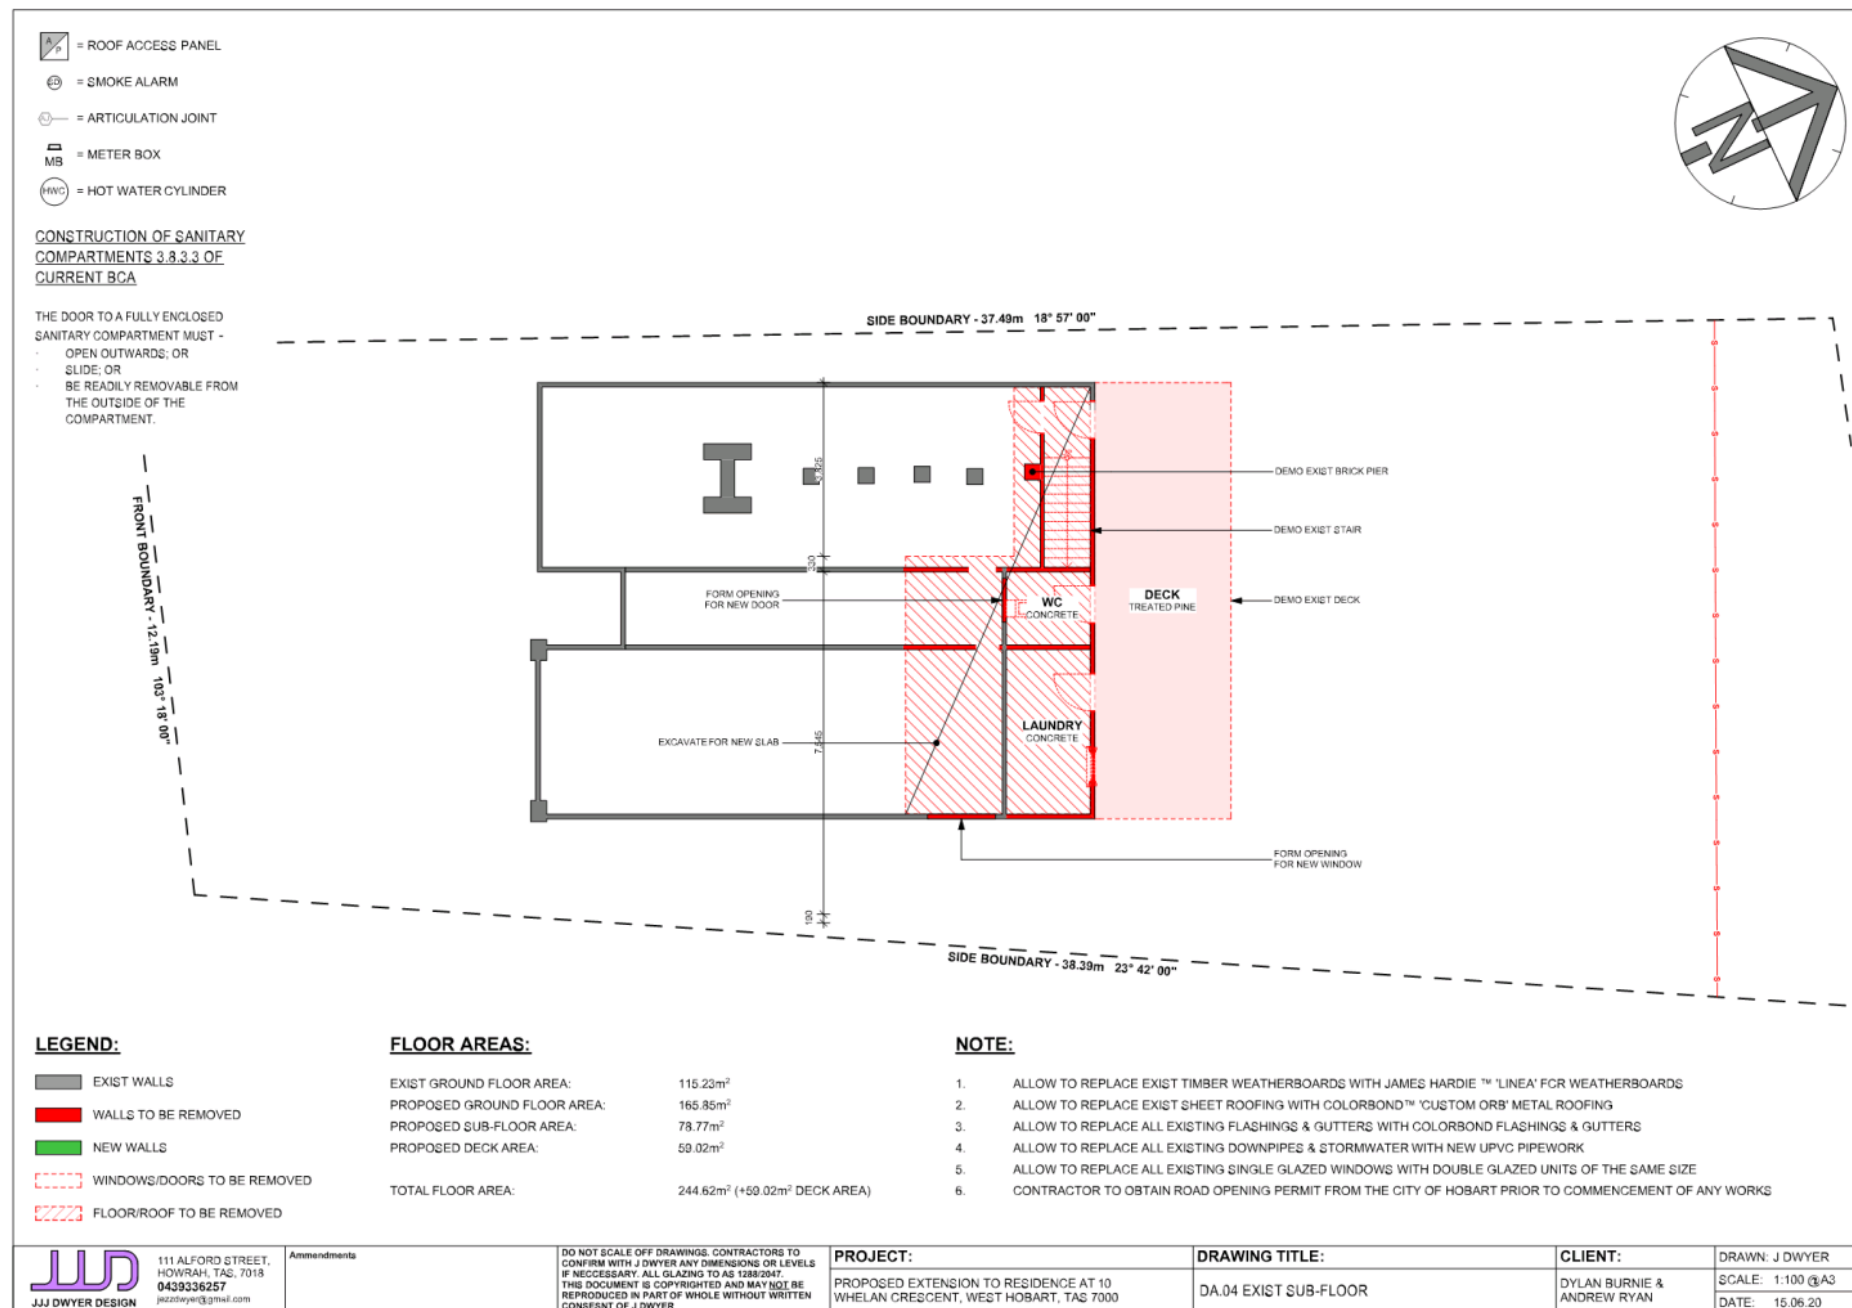 A/P = ROOF ACCESS PANEL
SD = SMOKE ALARM
AJ = ARTICULATION JOINT
MB = METER BOX
HWC = HOT WATER CYLINDER
CONSTRUCTION OF SANITARY
COMPARTMENTS 3.8.3.3 OF
CURRENT BCA
THE DOOR TO A FULLY ENCLOSED
SANITARY COMPARTMENT MUST -
· OPEN OUTWARDS; OR
· SLIDE; OR
· BE READILY REMOVABLE FROM
THE OUTSIDE OF THE
COMPARTMENT.
N
SIDE BOUNDARY - 37.49m 18° 57' 00"
FRONT BOUNDARY - 12.19m 103° 18' 00"
3,825
330
7,545
190
DEMO EXIST BRICK PIER
DEMO EXIST STAIR
DEMO EXIST DECK
FORM OPENING
FOR NEW DOOR
WC
CONCRETE
DECK
TREATED PINE
LAUNDRY
CONCRETE
EXCAVATE FOR NEW SLAB
FORM OPENING
FOR NEW WINDOW
SIDE BOUNDARY - 38.39m 23° 42' 00"
S S S S S S S S S S S S S S S
LEGEND:
EXIST WALLS
WALLS TO BE REMOVED
NEW WALLS
WINDOWS/DOORS TO BE REMOVED
FLOOR/ROOF TO BE REMOVED
FLOOR AREAS:
EXIST GROUND FLOOR AREA: 115.23m²
PROPOSED GROUND FLOOR AREA: 165.85m²
PROPOSED SUB-FLOOR AREA: 78.77m²
PROPOSED DECK AREA: 59.02m²
TOTAL FLOOR AREA: 244.62m² (+59.02m² DECK AREA)
NOTE:
1. ALLOW TO REPLACE EXIST TIMBER WEATHERBOARDS WITH JAMES HARDIE ™ 'LINEA' FCR WEATHERBOARDS
2. ALLOW TO REPLACE EXIST SHEET ROOFING WITH COLORBOND™ 'CUSTOM ORB' METAL ROOFING
3. ALLOW TO REPLACE ALL EXISTING FLASHINGS & GUTTERS WITH COLORBOND FLASHINGS & GUTTERS
4. ALLOW TO REPLACE ALL EXISTING DOWNPIPES & STORMWATER WITH NEW UPVC PIPEWORK
5. ALLOW TO REPLACE ALL EXISTING SINGLE GLAZED WINDOWS WITH DOUBLE GLAZED UNITS OF THE SAME SIZE
6. CONTRACTOR TO OBTAIN ROAD OPENING PERMIT FROM THE CITY OF HOBART PRIOR TO COMMENCEMENT OF ANY WORKS
JJD
JJJ DWYER DESIGN
111 ALFORD STREET,
HOWRAH, TAS, 7018
0439336257
jezzdwyer@gmail.com
Ammendments
DO NOT SCALE OFF DRAWINGS. CONTRACTORS TO
CONFIRM WITH J DWYER ANY DIMENSIONS OR LEVELS
IF NECCESSARY. ALL GLAZING TO AS 1288/2047.
THIS DOCUMENT IS COPYRIGHTED AND MAY NOT BE
REPRODUCED IN PART OF WHOLE WITHOUT WRITTEN
CONSESNT OF J DWYER
PROJECT:
PROPOSED EXTENSION TO RESIDENCE AT 10
WHELAN CRESCENT, WEST HOBART, TAS 7000
DRAWING TITLE:
DA.04 EXIST SUB-FLOOR
CLIENT:
DYLAN BURNIE &
ANDREW RYAN
DRAWN: J DWYER
SCALE: 1:100 @A3
DATE: 15.06.20